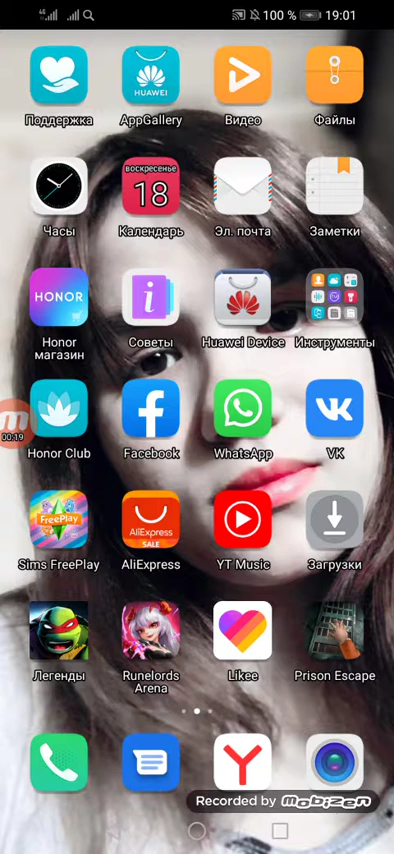 4G
100 %
19:01
HUAWEI
Поддержка
AppGallery
Видео
Файлы
воскресенье
18
Часы
Календарь
Эл. почта
Заметки
HONOR
Honor
магазин
Советы
Huawei Device
Инструменты
M
00:19
Honor Club
Facebook
WhatsApp
VK
FreePlay
AliExpress
SALE
Sims FreePlay
AliExpress
YT Music
Загрузки
Легенды
Runelords
Arena
Likee
Prison Escape
Recorded by mobizen